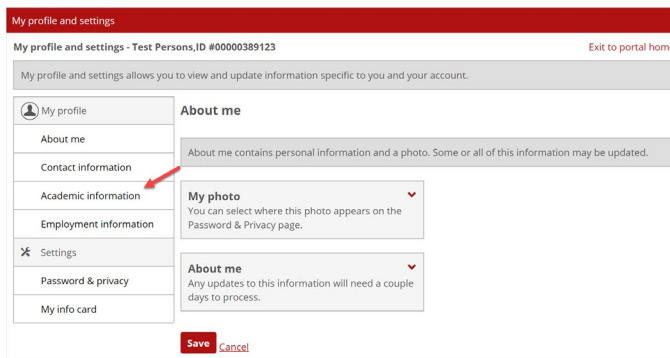 My profile and settings
My profile and settings - Test Persons,ID #00000389123
Exit to portal hom
My profile and settings allows you to view and update information specific to you and your account.
My profile
About me
Contact information
Academic information
Employment information
Settings
Password & privacy
My info card
About me
About me contains personal information and a photo. Some or all of this information may be updated.
My photo
You can select where this photo appears on the
Password & Privacy page.
About me
Any updates to this information will need a couple
days to process.
Save Cancel